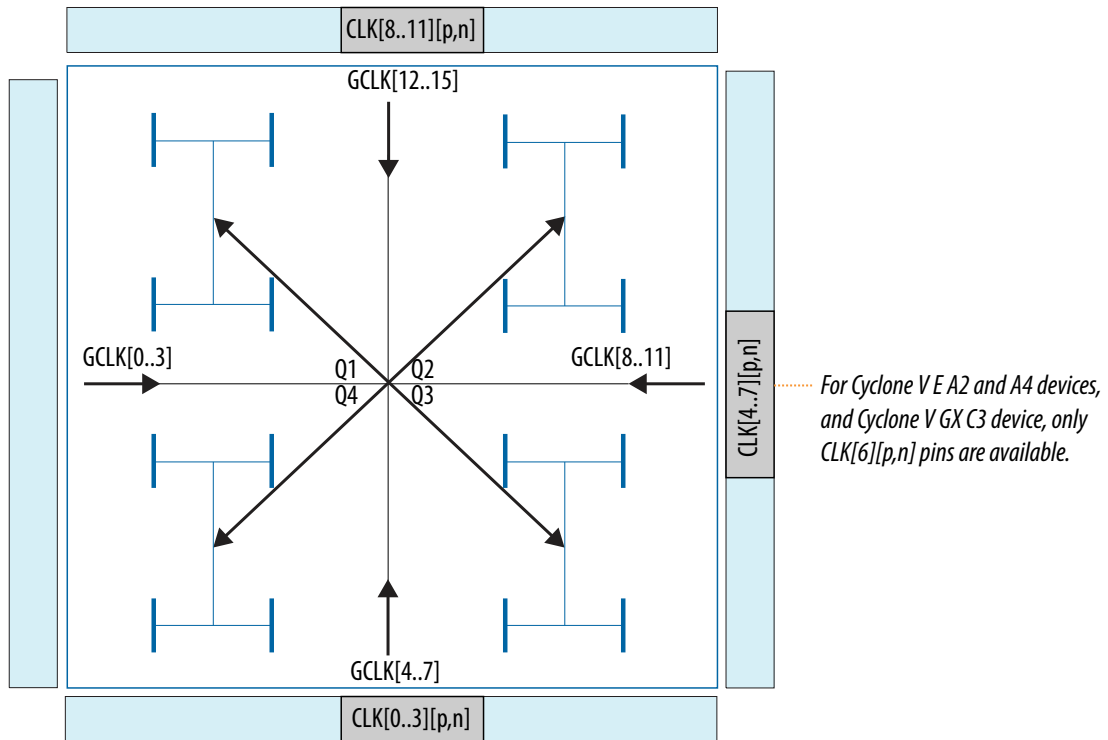 CLK[8..11][p,n]
GCLK[12..15]
GCLK[0..3]
Q1
Q2
GCLK[8..11]
Q4
Q3
CLK[4..7][p,n]
For Cyclone V E A2 and A4 devices,
and Cyclone V GX C3 device, only
CLK[6][p,n] pins are available.
GCLK[4..7]
CLK[0..3][p,n]